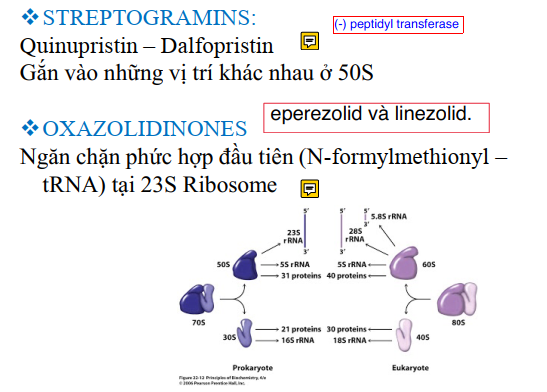 ❖STREPTOGRAMINS:
(-) peptidyl transferase
Quinupristin – Dalfopristin
Gắn vào những vị trí khác nhau ở 50S
eperezolid và linezolid.
❖OXAZOLIDINONES
Ngăn chặn phức hợp đầu tiên (N-formylmethionyl –
tRNA) tại 23S Ribosome
5' 5' 5' 5.8S rRNA
23S rRNA 28S rRNA 3'
3' 3'
50S 5S rRNA 5S rRNA 60S
31 proteins 40 proteins
70S 80S
30S 21 proteins 30 proteins 40S
16S rRNA 18S rRNA
Prokaryote Eukaryote
Figure 22-12 Principles of Biochemistry, 4/e
© 2006 Pearson Prentice Hall, Inc.